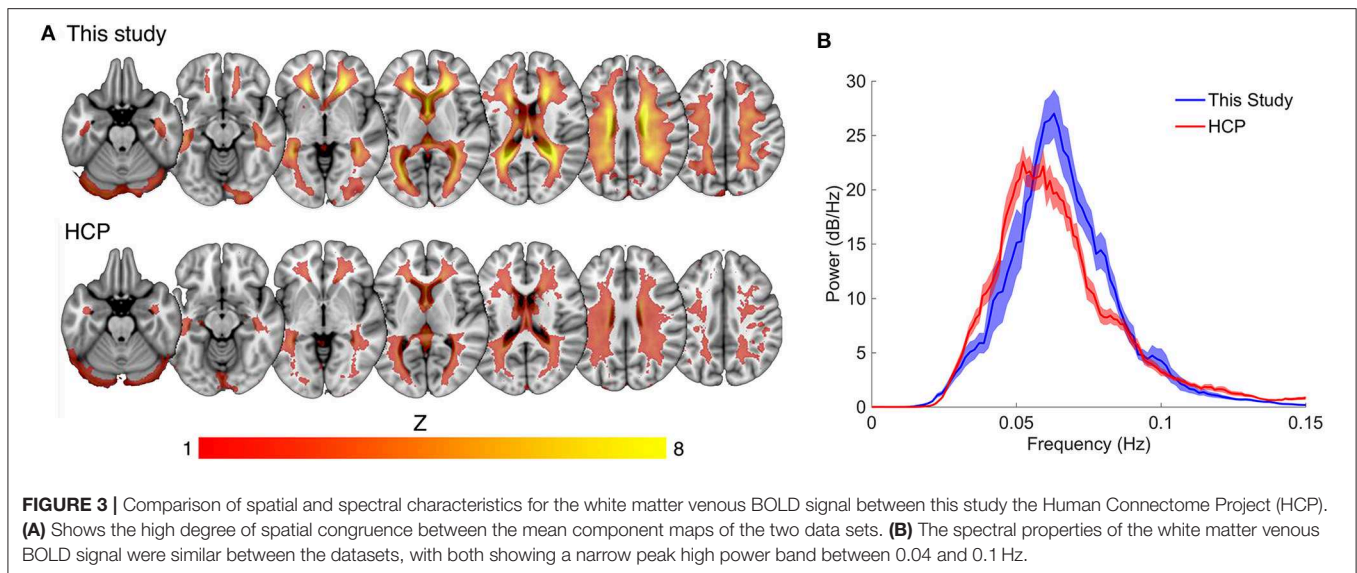 A This study
HCP
Z
1 8
B
30
25
20
15
10
5
0
Power (dB/Hz)
This Study
HCP
0 0.05 0.1 0.15
Frequency (Hz)
FIGURE 3 | Comparison of spatial and spectral characteristics for the white matter venous BOLD signal between this study the Human Connectome Project (HCP).
(A) Shows the high degree of spatial congruence between the mean component maps of the two data sets. (B) The spectral properties of the white matter venous
BOLD signal were similar between the datasets, with both showing a narrow peak high power band between 0.04 and 0.1 Hz.